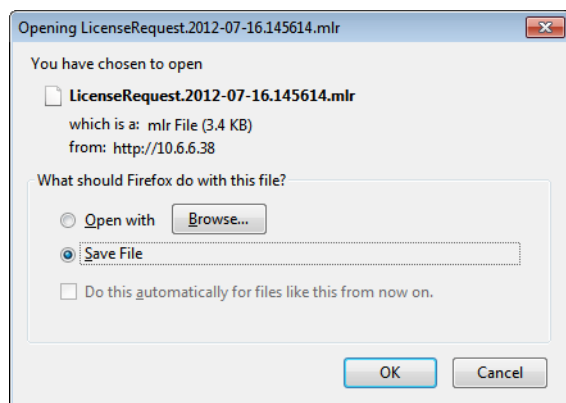 Opening LicenseRequest.2012-07-16.145614.mlr
You have chosen to open
LicenseRequest.2012-07-16.145614.mlr
which is a: mlr File (3.4 KB)
from: http://10.6.6.38
What should Firefox do with this file?
Open with Browse...
Save File
Do this automatically for files like this from now on.
OK Cancel